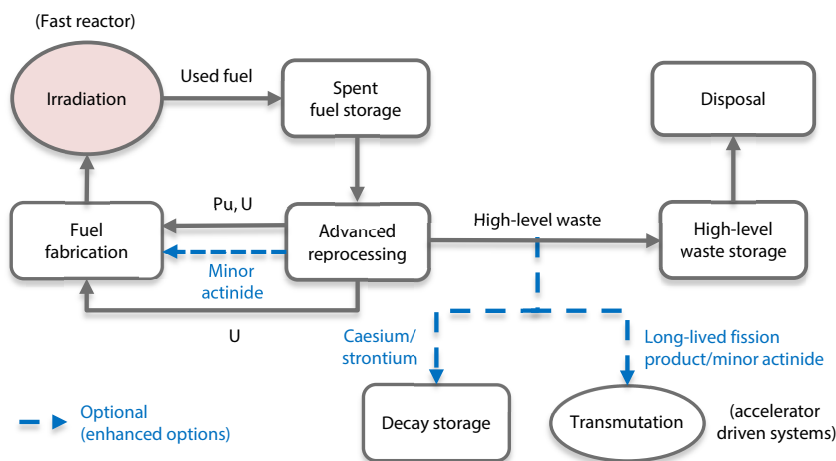 (Fast reactor)
Irradiation
Used fuel
Spent
fuel storage
Disposal
Fuel
fabrication
Pu, U
Minor
actinide
Advanced
reprocessing
High-level waste
High-level
waste storage
U
Caesium/
strontium
Long-lived fission
product/minor actinide
Decay storage
Transmutation
(accelerator
driven systems)
Optional
(enhanced options)